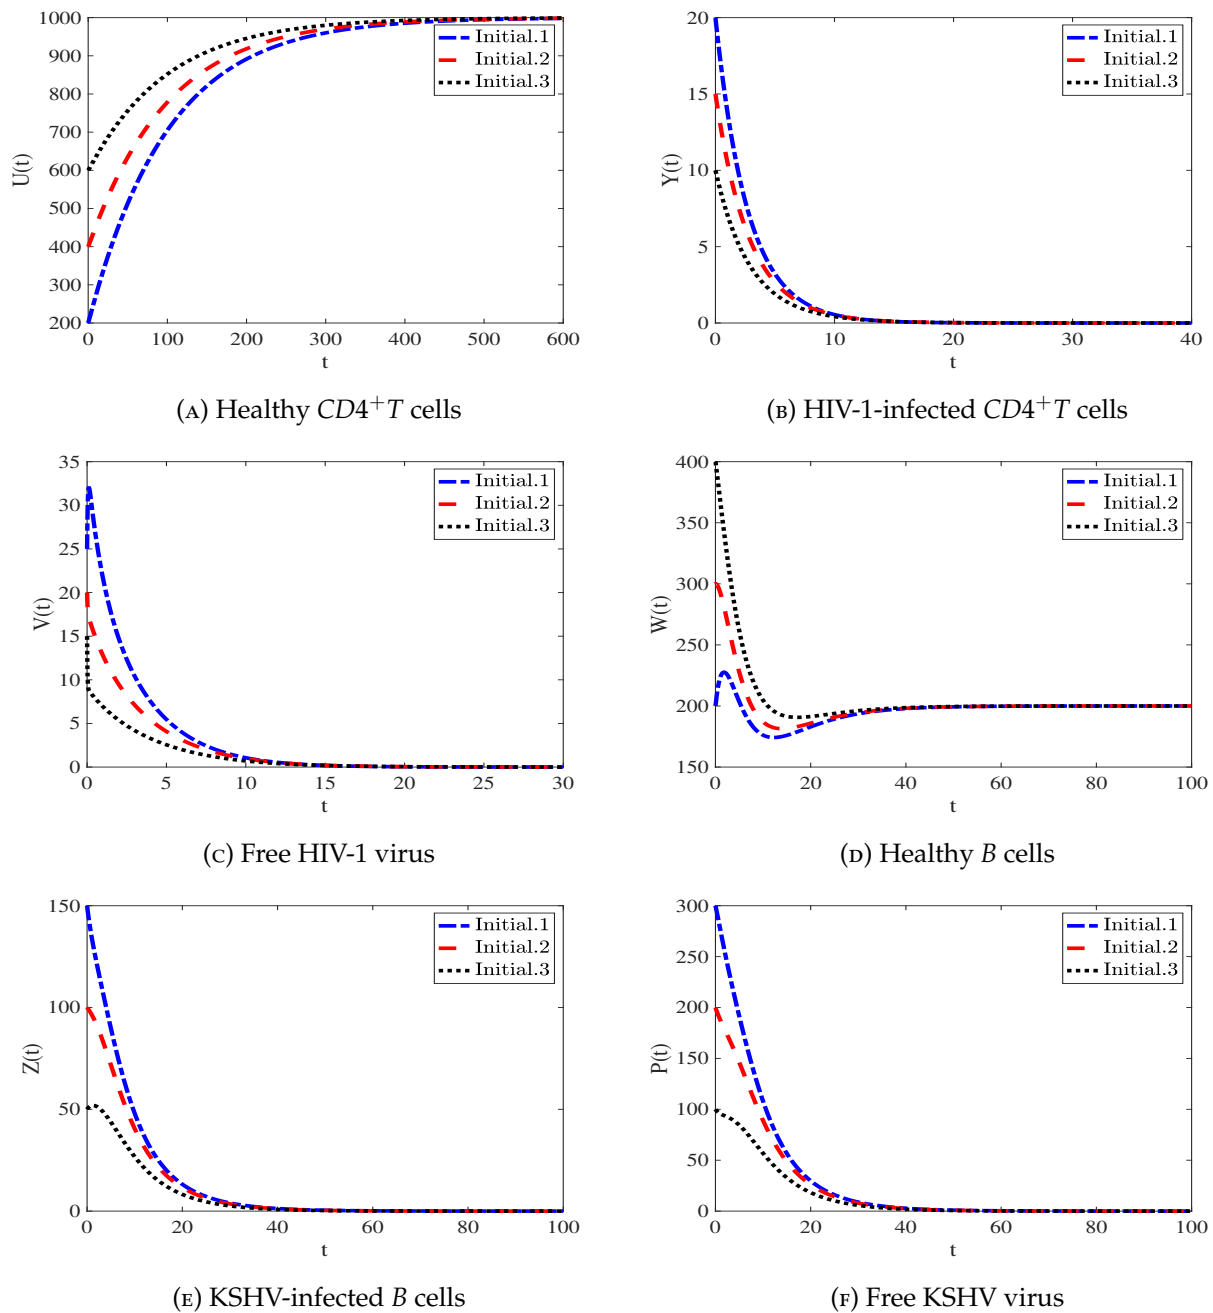 1000
900
800
700
600
500
400
300
200
U(t)
0 100 200 300 400 500 600
t
Initial.1
Initial.2
Initial.3
(A) Healthy CD4+T cells
20
15
10
5
0
Y(t)
0 10 20 30 40
t
Initial.1
Initial.2
Initial.3
(B) HIV-1-infected CD4+T cells
35
30
25
20
15
10
5
0
V(t)
0 5 10 15 20 25 30
t
Initial.1
Initial.2
Initial.3
(C) Free HIV-1 virus
400
350
300
250
200
150
W(t)
0 20 40 60 80 100
t
Initial.1
Initial.2
Initial.3
(D) Healthy B cells
150
100
50
0
Z(t)
0 20 40 60 80 100
t
Initial.1
Initial.2
Initial.3
(E) KSHV-infected B cells
300
250
200
150
100
50
0
P(t)
0 20 40 60 80 100
t
Initial.1
Initial.2
Initial.3
(F) Free KSHV virus